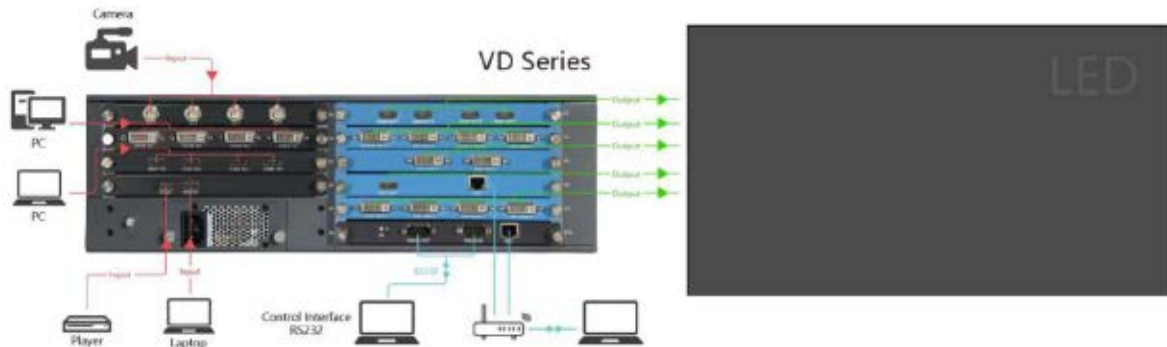 Camera
Input
VD Series
LED
PC
PC
Output
Output
Output
Output
Output
Input
Input
RS232
Player
Laptop
Control Interface
RS232